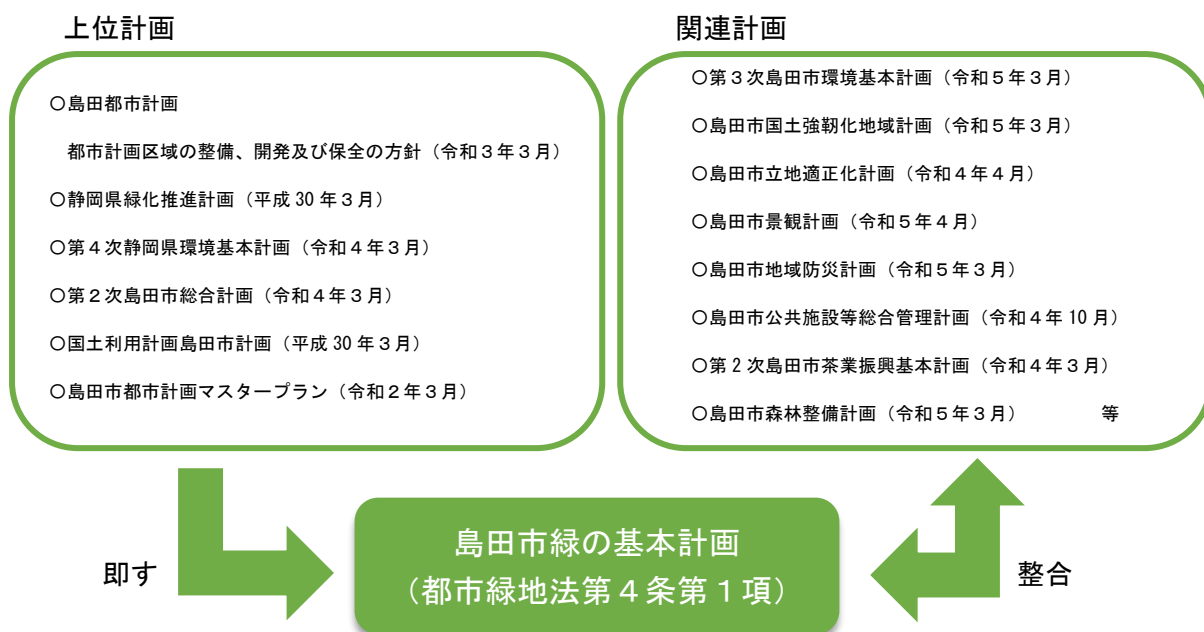 上位計画
〇島田都市計画
都市計画区域の整備、開発及び保全の方針（令和３年３月）
〇静岡県緑化推進計画（平成 30 年３月）
〇第４次静岡県環境基本計画（令和４年３月）
〇第２次島田市総合計画（令和４年３月）
〇国土利用計画島田市計画（平成 30 年３月）
〇島田市都市計画マスタープラン（令和２年３月）
関連計画
〇第３次島田市環境基本計画（令和５年３月）
〇島田市国土強靭化地域計画（令和５年３月）
〇島田市立地適正化計画（令和４年４月）
〇島田市景観計画（令和５年４月）
〇島田市地域防災計画（令和５年３月）
〇島田市公共施設等総合管理計画（令和４年 10 月）
〇第２次島田市茶業振興基本計画（令和４年３月）
〇島田市森林整備計画（令和５年３月）　等
即す
島田市緑の基本計画
（都市緑地法第４条第１項）
整合